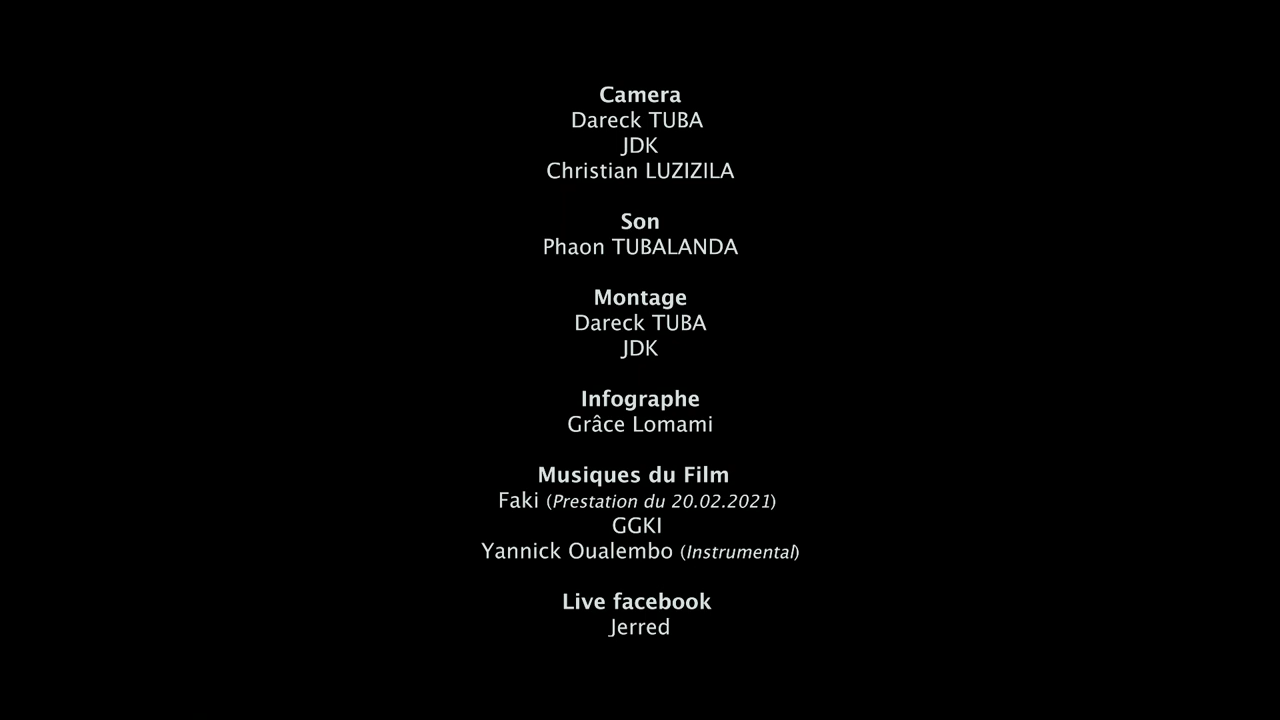 Camera
Dareck TUBA
JDK
Christian LUZIZILA
Son
Phaon TUBALANDA
Montage
Dareck TUBA
JDK
Infographe
Grâce Lomami
Musiques du Film
Faki (Prestation du 20.02.2021)
GGKI
Yannick Oualembo (Instrumental)
Live facebook
Jerred